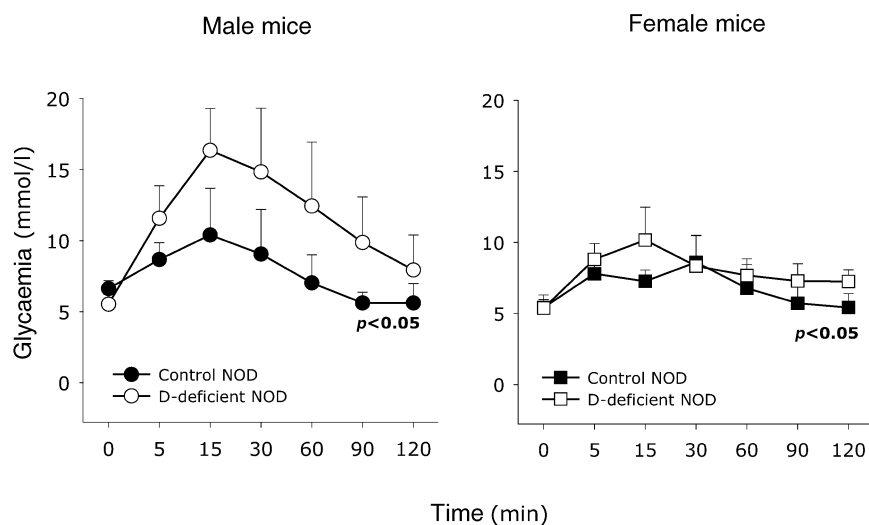 Male mice
Female mice
Glycaemia (mmol/l)
20
15
10
5
0
p<0.05
Control NOD
D-deficient NOD
0 5 15 30 60 90 120
20
15
10
5
0
p<0.05
Control NOD
D-deficient NOD
0 5 15 30 60 90 120
Time (min)